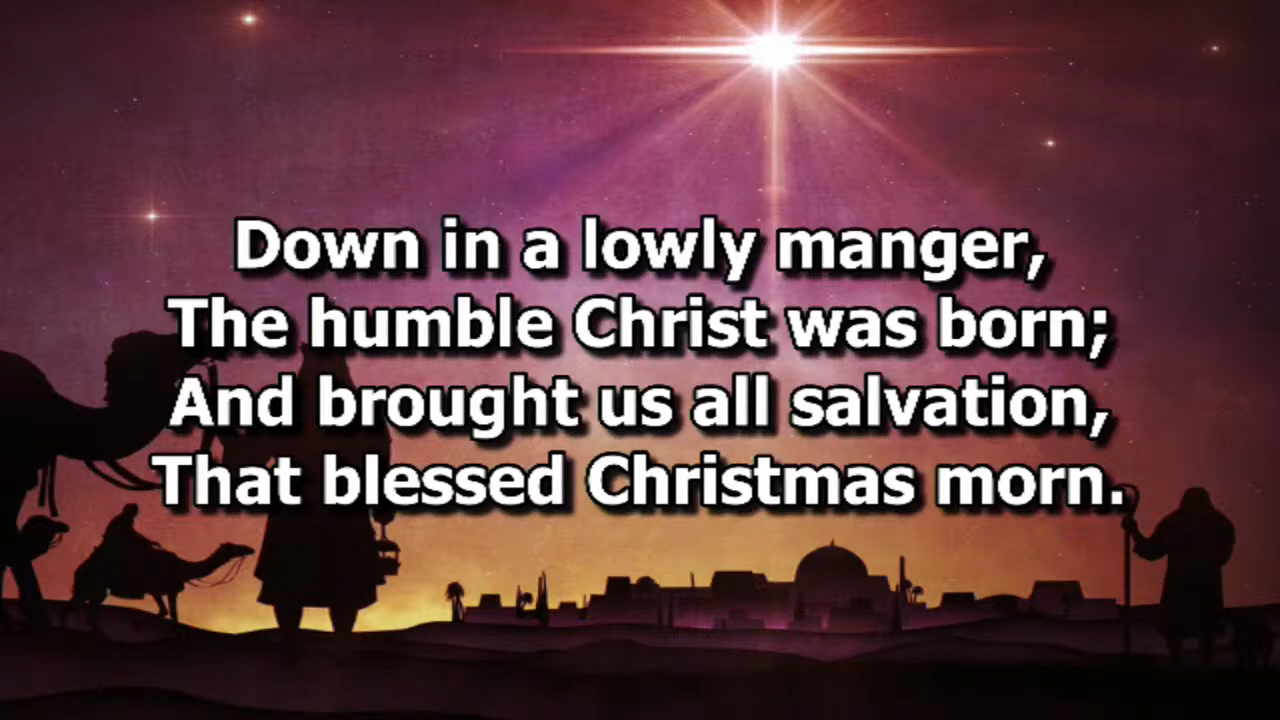 Down in a lowly manger,
The humble Christ was born;
And brought us all salvation,
That blessed Christmas morn.